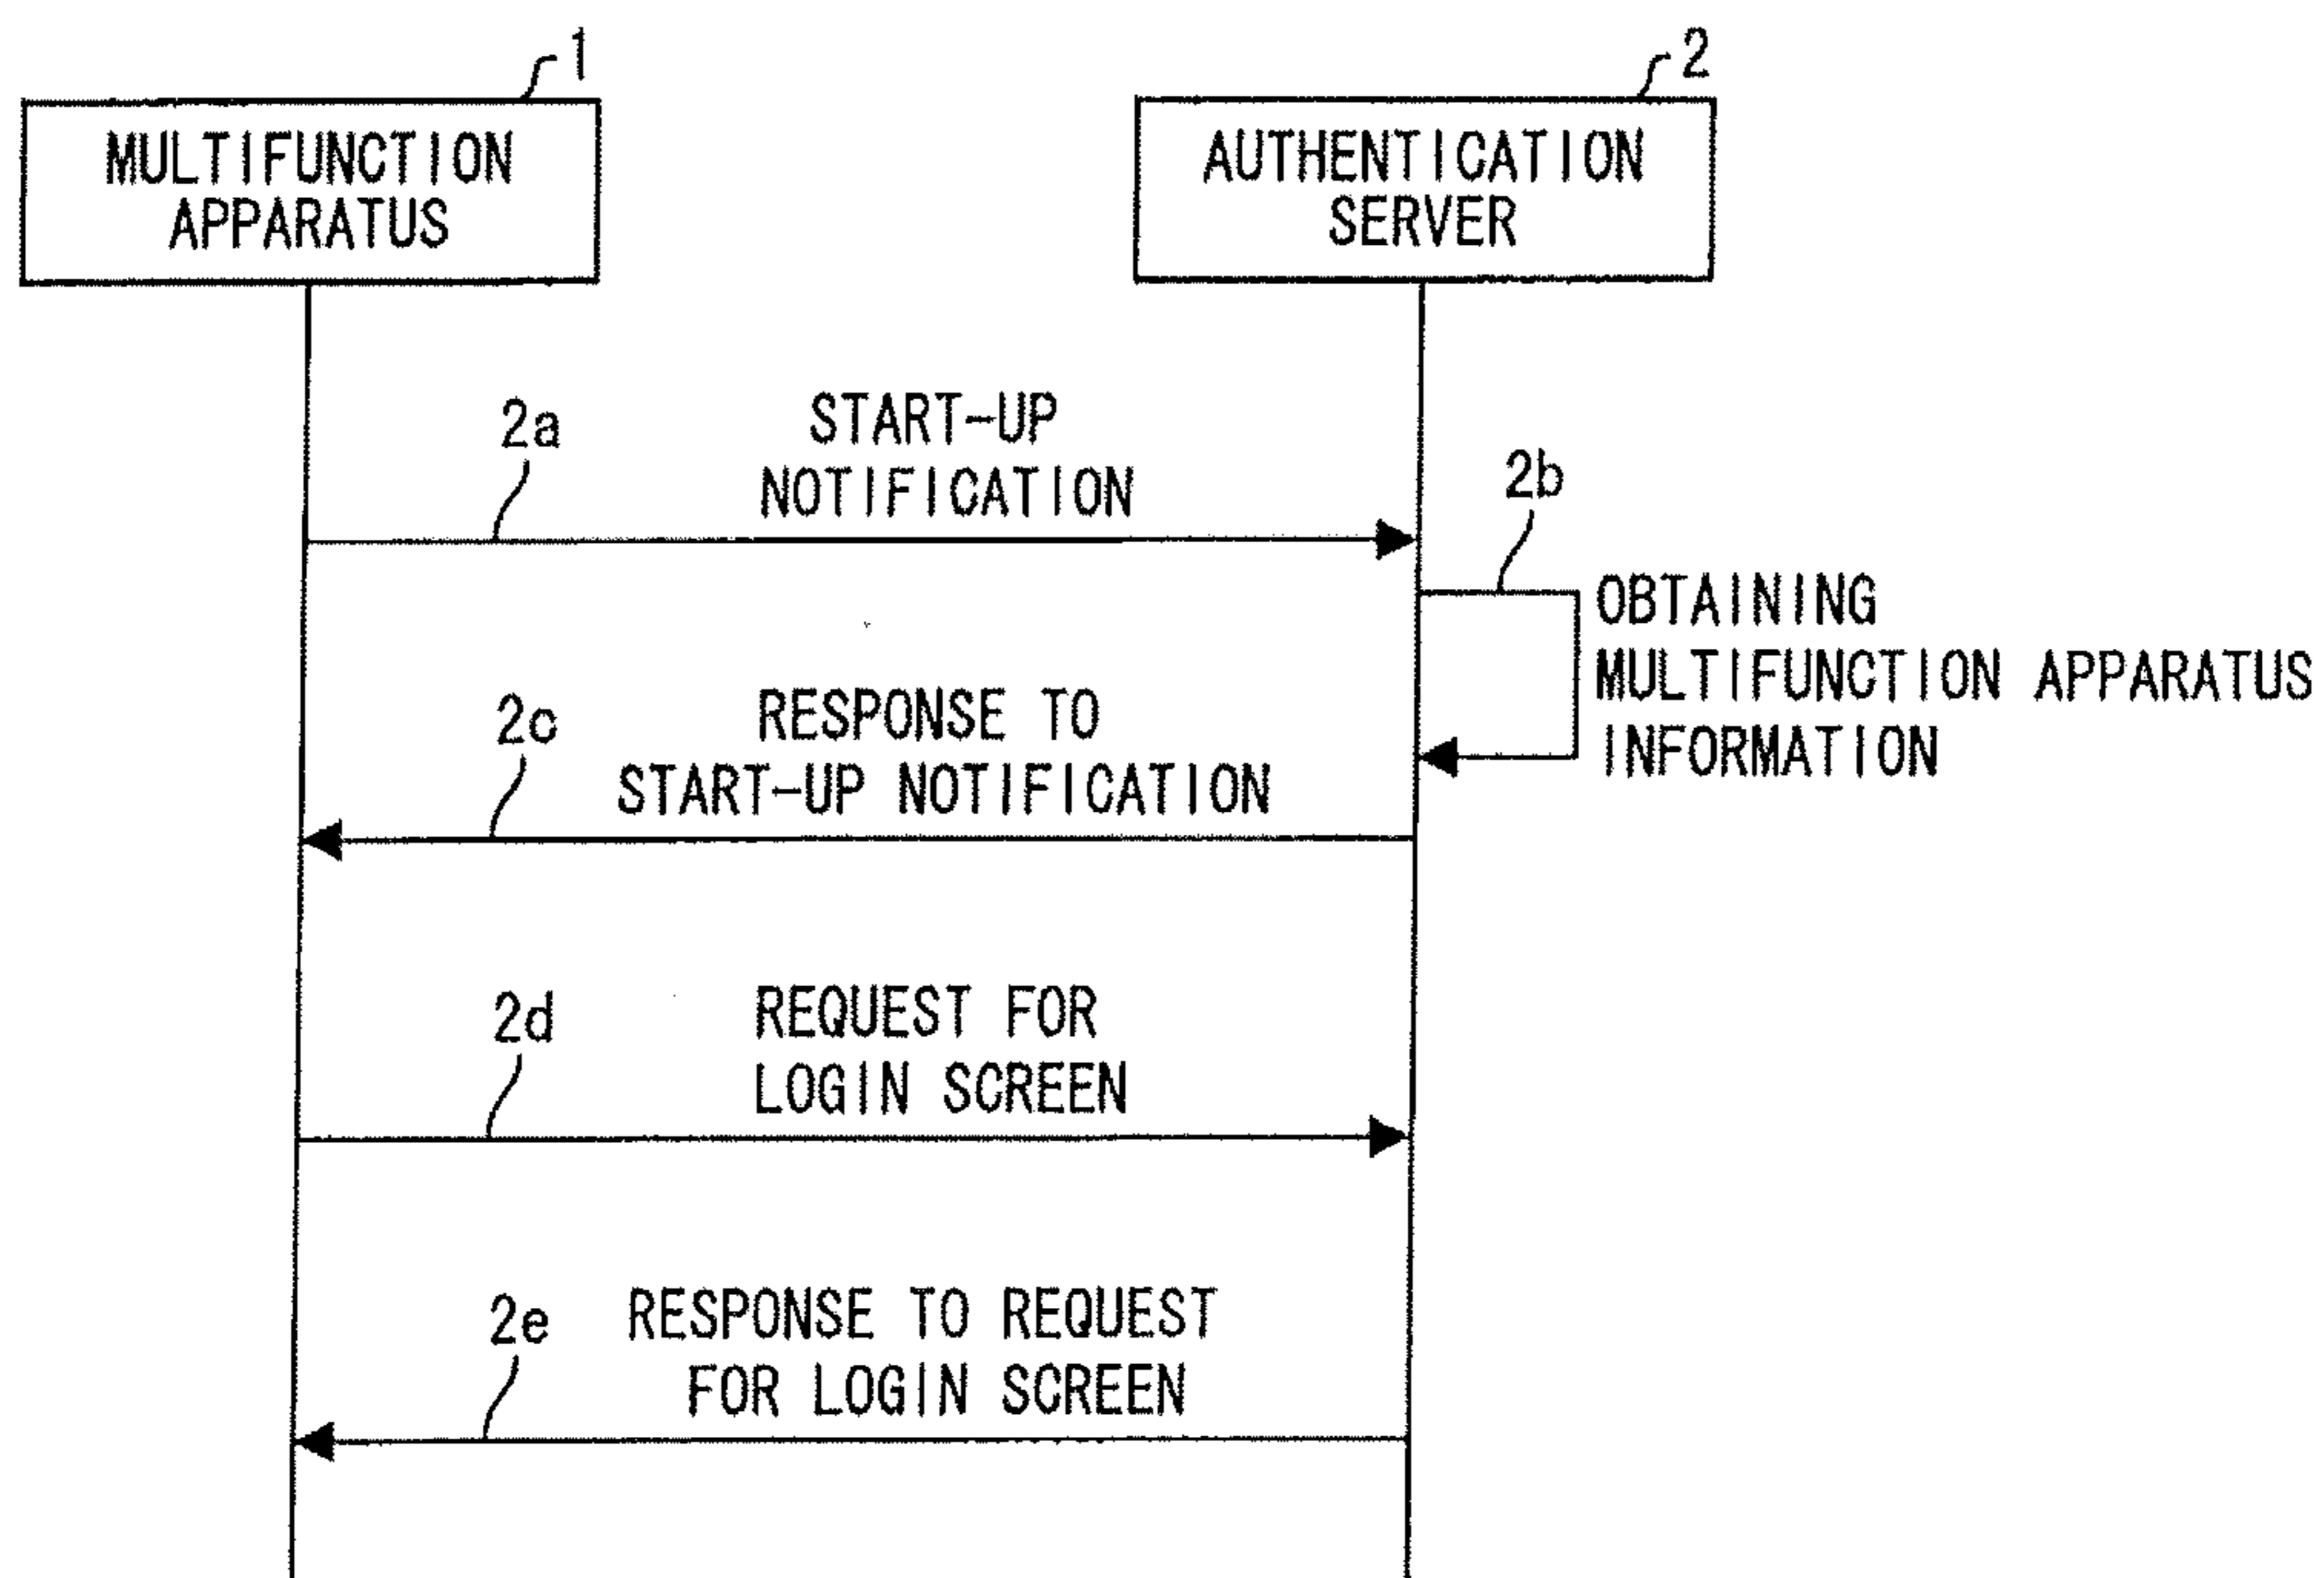 1
MULTIFUNCTION
APPARATUS
2
AUTHENTICATION
SERVER
2a
START-UP
NOTIFICATION
2b
OBTAINING
MULTIFUNCTION APPARATUS
INFORMATION
2c
RESPONSE TO
START-UP NOTIFICATION
2d
REQUEST FOR
LOGIN SCREEN
2e
RESPONSE TO REQUEST
FOR LOGIN SCREEN